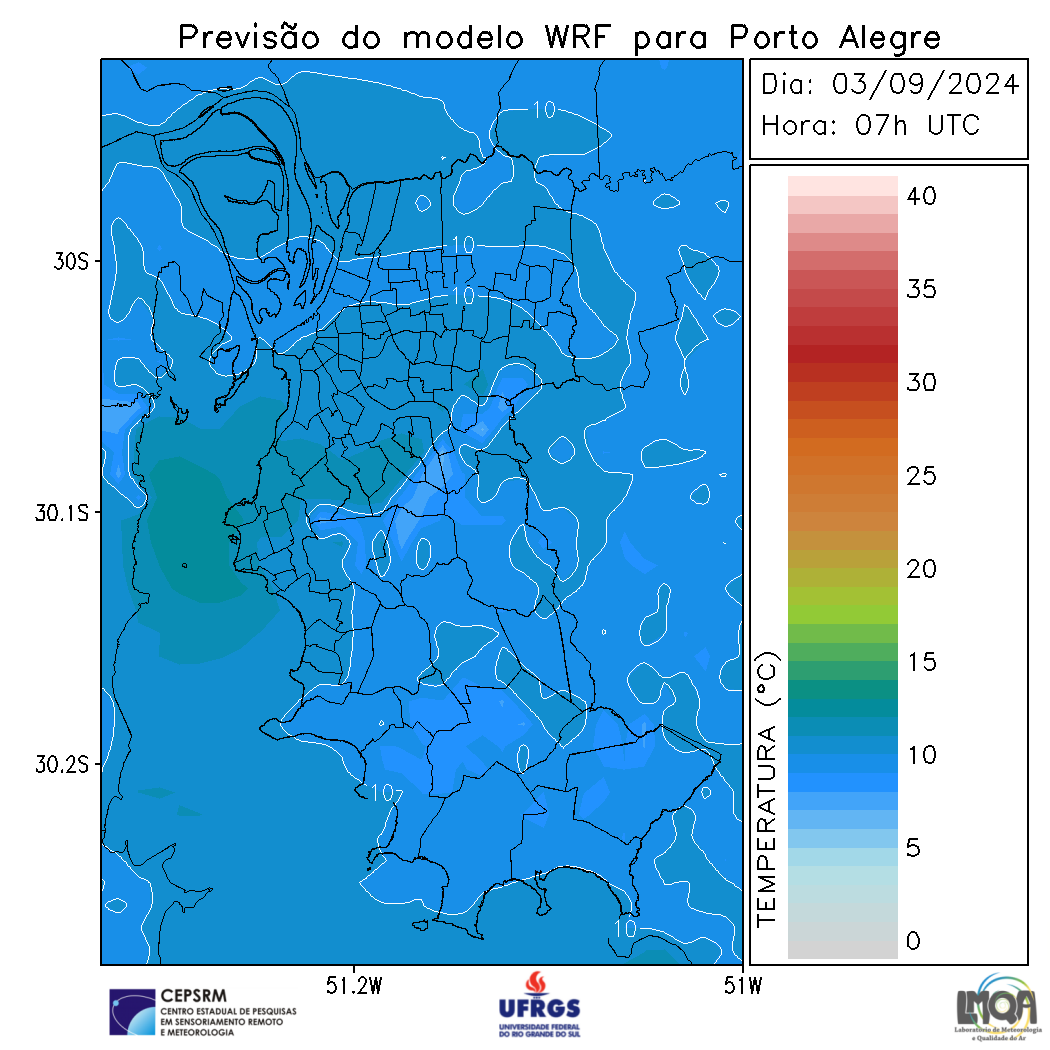 Previsão do modelo WRF para Porto Alegre
Dia: 03/09/2024
Hora: 07h UTC
10
10
10
10
10
30S
30.1S
30.2S
51.2W
51W
40
35
30
25
20
15
10
5
0
TEMPERATURA (°C)
CEPSRM
CENTRO ESTADUAL DE PESQUISAS
EM SENSORIAMENTO REMOTO
E METEOROLOGIA
UFRGS
UNIVERSIDADE FEDERAL
DO RIO GRANDE DO SUL
LMQA
Laboratório de Meteorologia
e Qualidade do Ar